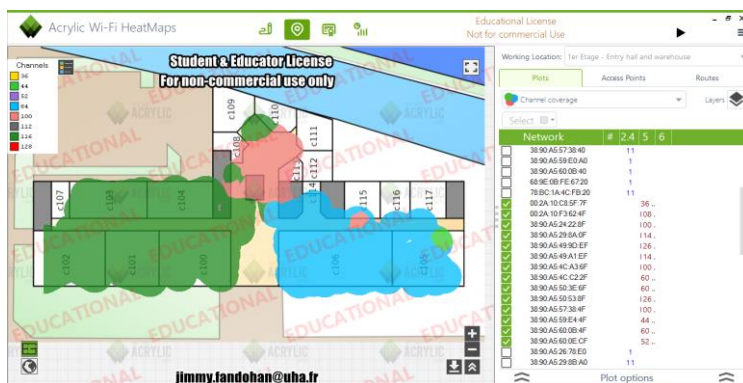 Acrylic Wi-Fi HeatMaps
Educational License
Not for commercial Use
Student & Educator License
For non-commercial use only
Channels
36
44
52
64
100
112
116
128
c109
c110
c111
c108
c112
c113
c114
c107
c103
c104
c115
c116
c117
c102
c101
c100
c106
c105
EDUCATIONAL
ACRYLIC
jimmy.fandohan@uha.fr
Working Location: 1er Etage - Entry hall and warehouse
Plots Access Points Routes
Channel coverage Layers
Select
Network # 2.4 5 6
38:90:A5:57:38:40 11
38:90:A5:59:E0:A0 1
38:90:A5:60:0B:40 1
68:9E:0B:FE:67:20 1
78:BC:1A:4C:FB:20 11
00:2A:10:C8:5F:7F 36 ..
00:2A:10:F3:62:4F 108 .
38:90:A5:24:22:8F 100 .
38:90:A5:29:8A:0F 114 .
38:90:A5:49:9D:EF 126 .
38:90:A5:49:A1:EF 114 .
38:90:A5:4C:A3:6F 100 .
38:90:A5:4C:C2:2F 60 ..
38:90:A5:50:3E:6F 60 ..
38:90:A5:50:53:8F 126 .
38:90:A5:57:38:4F 100 .
38:90:A5:59:E4:4F 44 ..
38:90:A5:60:0B:4F 60 ..
38:90:A5:60:0E:CF 52 ..
38:90:A5:26:78:E0 1
38:90:A5:29:8B:A0 11
Plot options